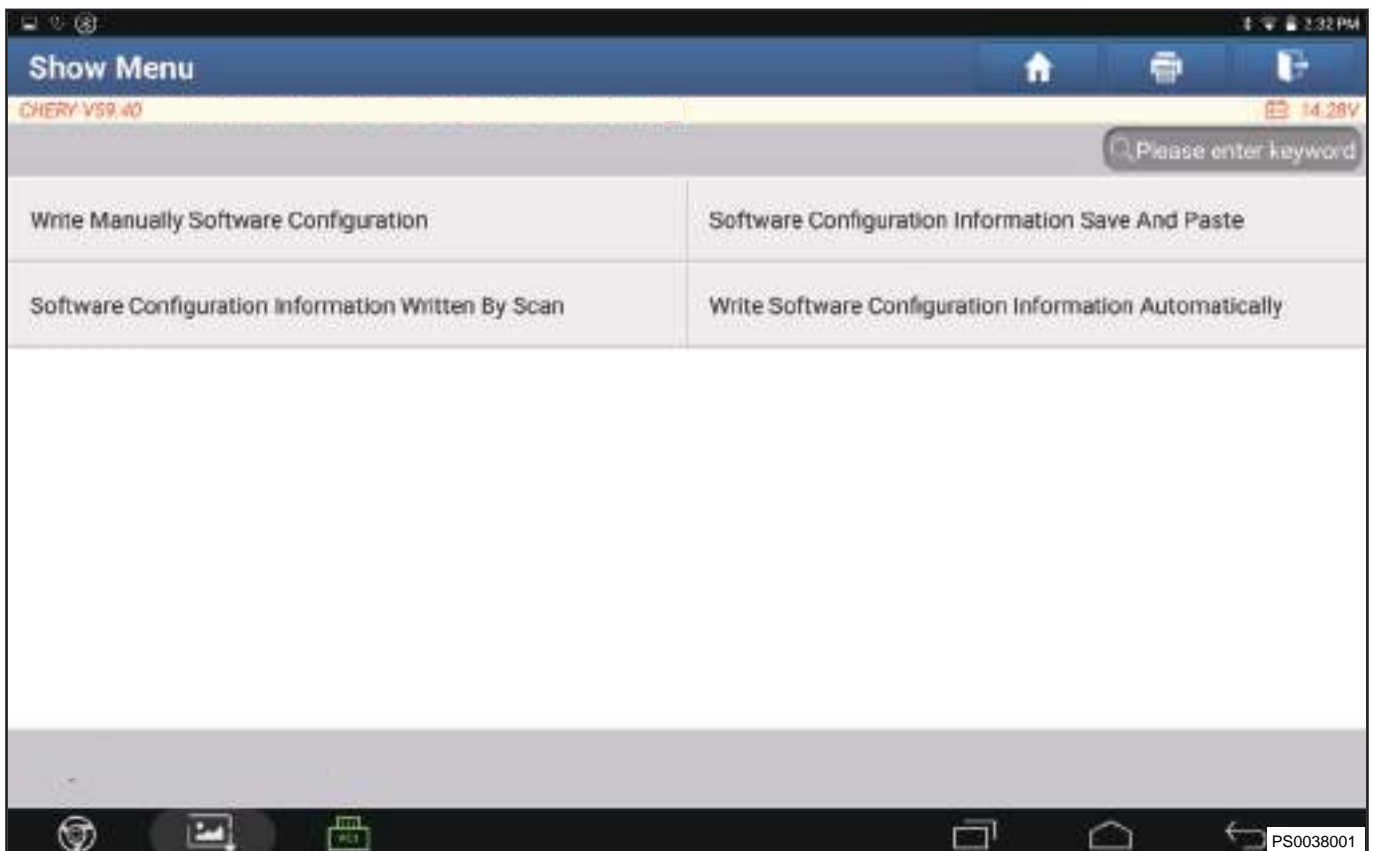 2:32 PM
Show Menu
CHERY V59.40
14.28V
Please enter keyword
Write Manually Software Configuration
Software Configuration Information Save And Paste
Software Configuration Information Written By Scan
Write Software Configuration Information Automatically
VCI
PS0038001